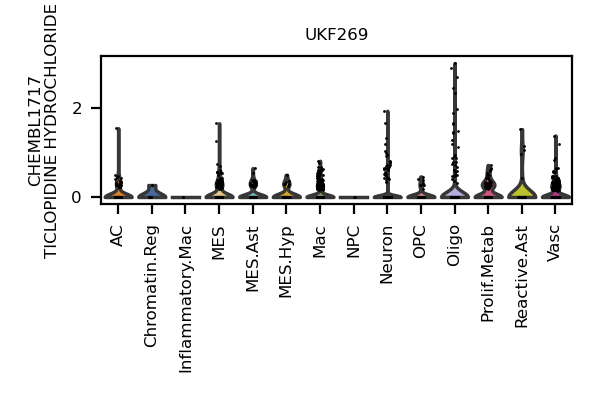 UKF269
CHEMBL1717
TICLOPIDINE HYDROCHLORIDE
2
0
AC
Chromatin.Reg
Inflammatory.Mac
MES
MES.Ast
MES.Hyp
Mac
NPC
Neuron
OPC
Oligo
Prolif.Metab
Reactive.Ast
Vasc